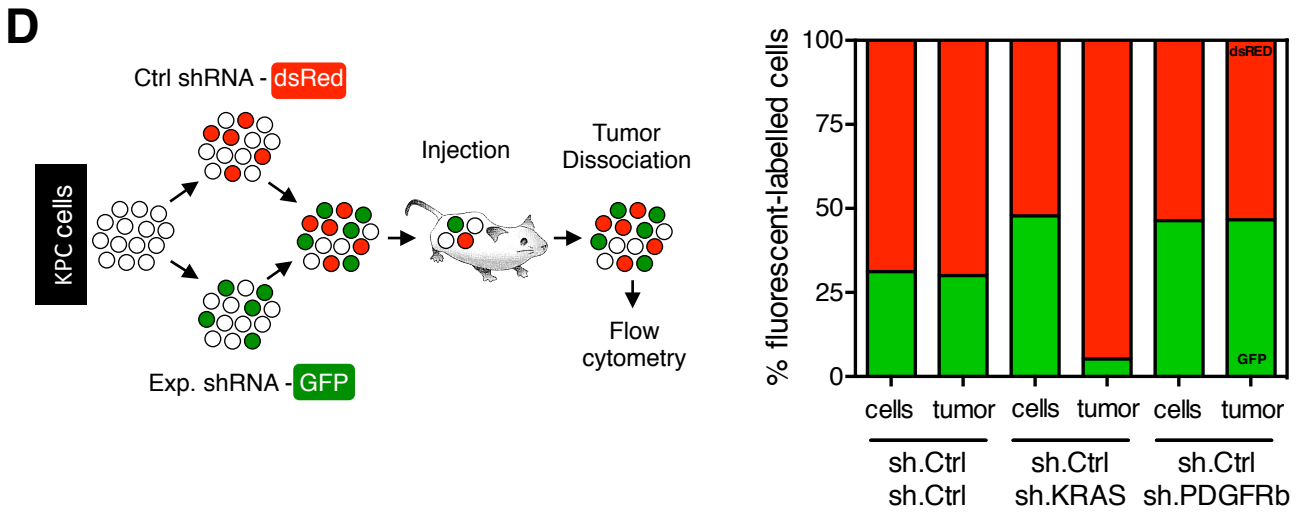 D
Ctrl shRNA - dsRed
KPC cells
Injection
Tumor
Dissociation
Flow
cytometry
Exp. shRNA - GFP
% fluorescent-labelled cells
100
75
50
25
0
dsRED
GFP
cells tumor cells tumor cells tumor
sh.Ctrl sh.Ctrl sh.Ctrl
sh.Ctrl sh.KRAS sh.PDGFRb